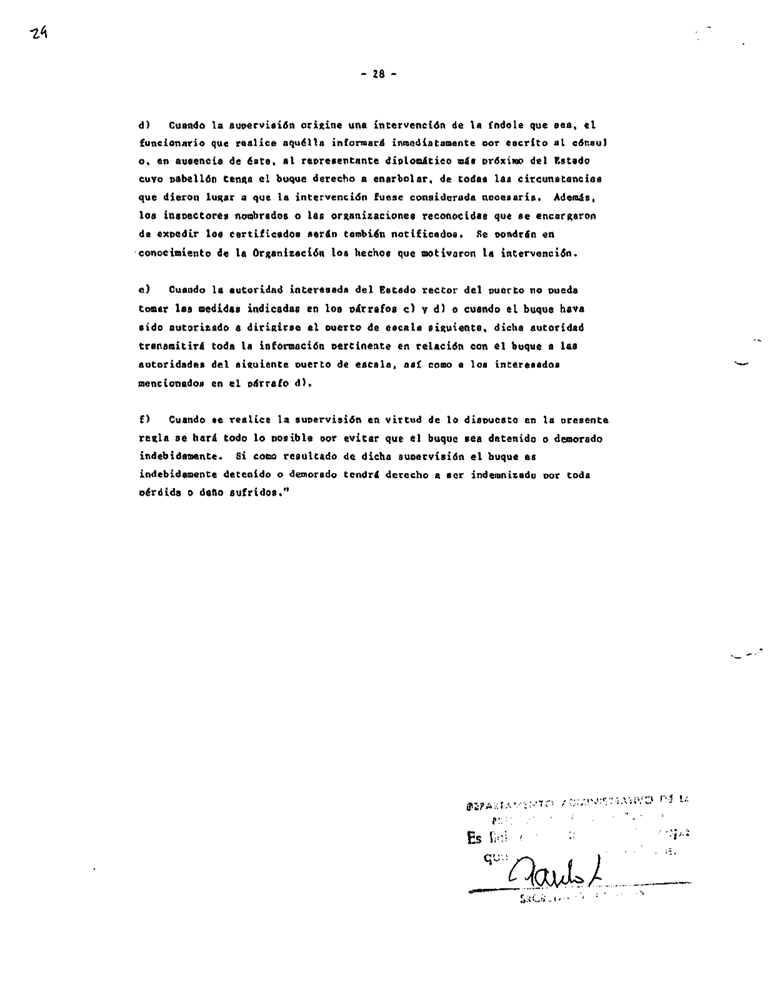 29
- 28 -
d) Cuando la supervisión origine una intervención de la índole que sea, el
funcionario que realice aquélla informará inmediatamente por escrito al cónsul
o, en ausencia de éste, al representante diplomático más próximo del Estado
cuyo pabellón tenga el buque derecho a enarbolar, de todas las circunstancias
que dieron lugar a que la intervención fuese considerada necesaria. Además,
los inspectores nombrados o las organizaciones reconocidas que se encargaron
de expedir los certificados serán también notificados. Se pondrán en
conocimiento de la Organización los hechos que motivaron la intervención.
e) Cuando la autoridad interesada del Estado rector del puerto no pueda
tomar las medidas indicadas en los párrafos c) y d) o cuando el buque haya
sido autorizado a dirigirse al puerto de escala siguiente, dicha autoridad
transmitirá toda la información pertinente en relación con el buque a las
autoridades del siguiente puerto de escala, así como a los interesados
mencionados en el párrafo d).
f) Cuando se realice la supervisión en virtud de lo dispuesto en la presente
regla se hará todo lo posible por evitar que el buque sea detenido o demorado
indebidamente. Si como resultado de dicha supervisión el buque es
indebidamente detenido o demorado tendrá derecho a ser indemnizado por toda
pérdida o daño sufridos."
DEPARTAMENTO ADMINISTRATIVO DE LA
Es fiel
que